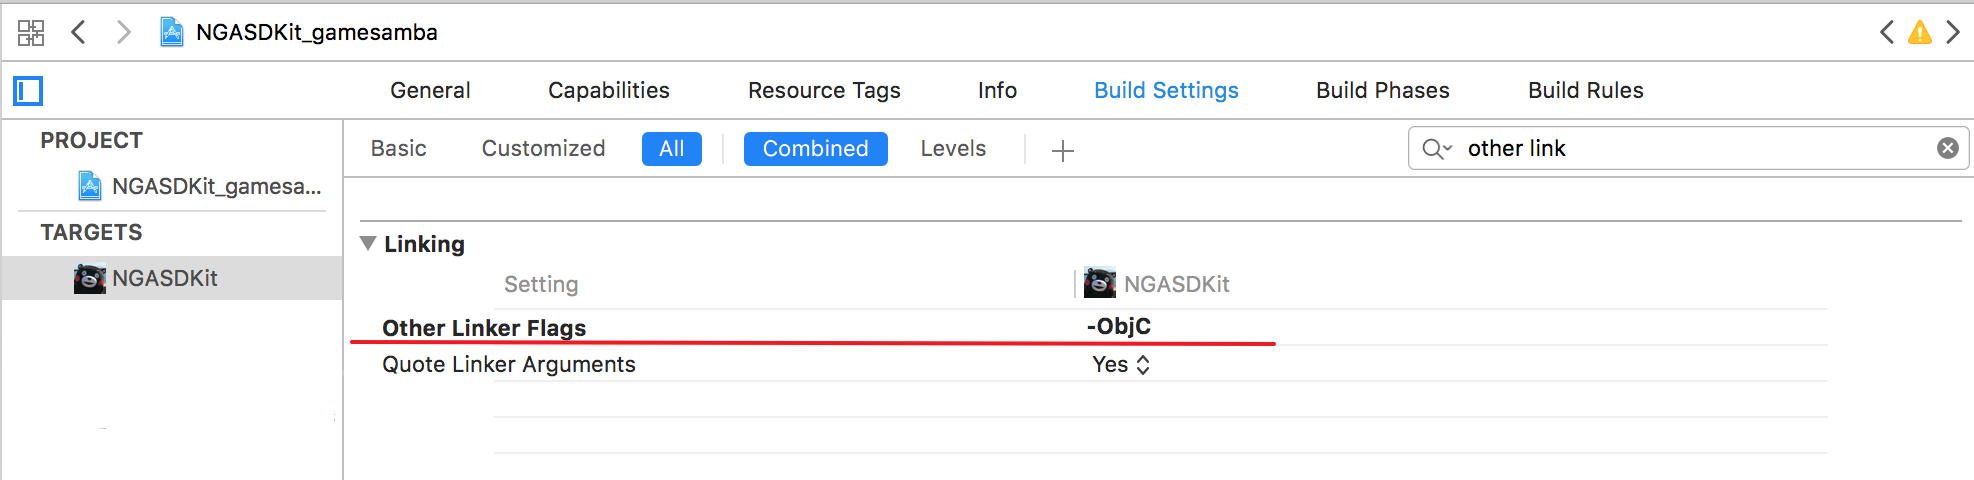 NGASDKit_gamesamba
General Capabilities Resource Tags Info Build Settings Build Phases Build Rules
PROJECT
Basic Customized All Combined Levels other link
NGASDKit_gamesa...
TARGETS
NGASDKit
Linking
Setting NGASDKit
Other Linker Flags -ObjC
Quote Linker Arguments Yes